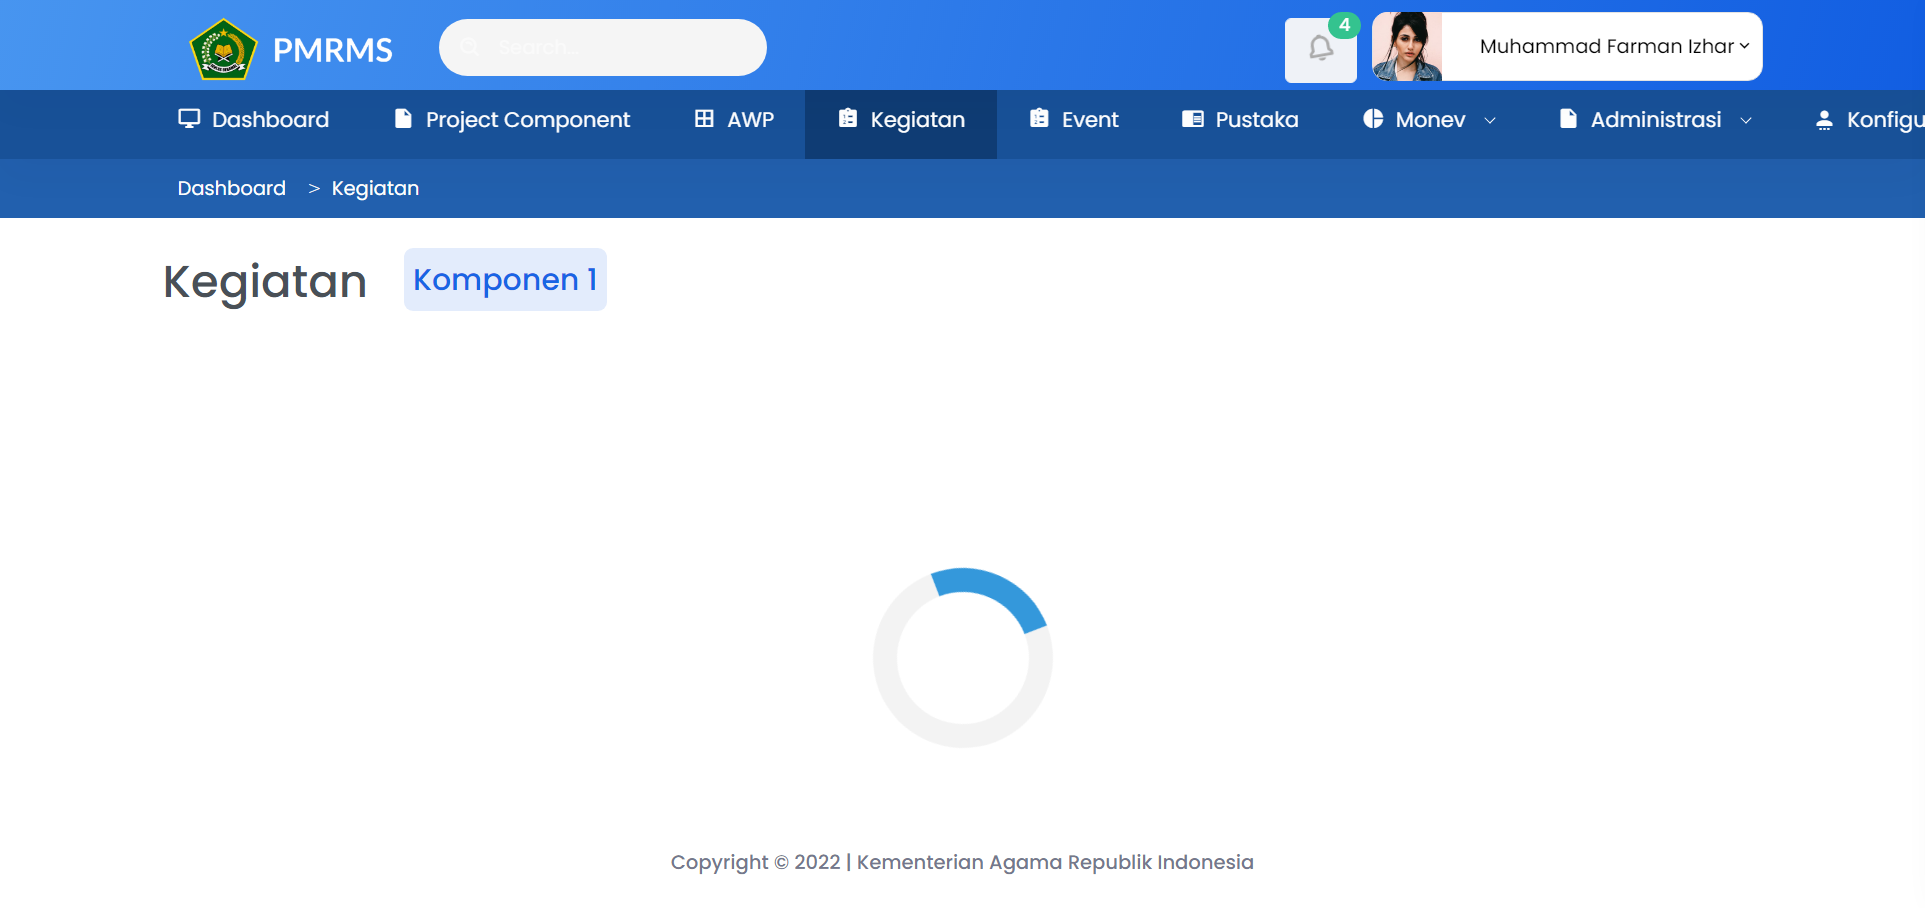 PMRMS
Search...
4
Muhammad Farman Izhar
Dashboard
Project Component
AWP
Kegiatan
Event
Pustaka
Monev
Administrasi
Konfigu
Dashboard > Kegiatan
Kegiatan
Komponen 1
Copyright © 2022 | Kementerian Agama Republik Indonesia